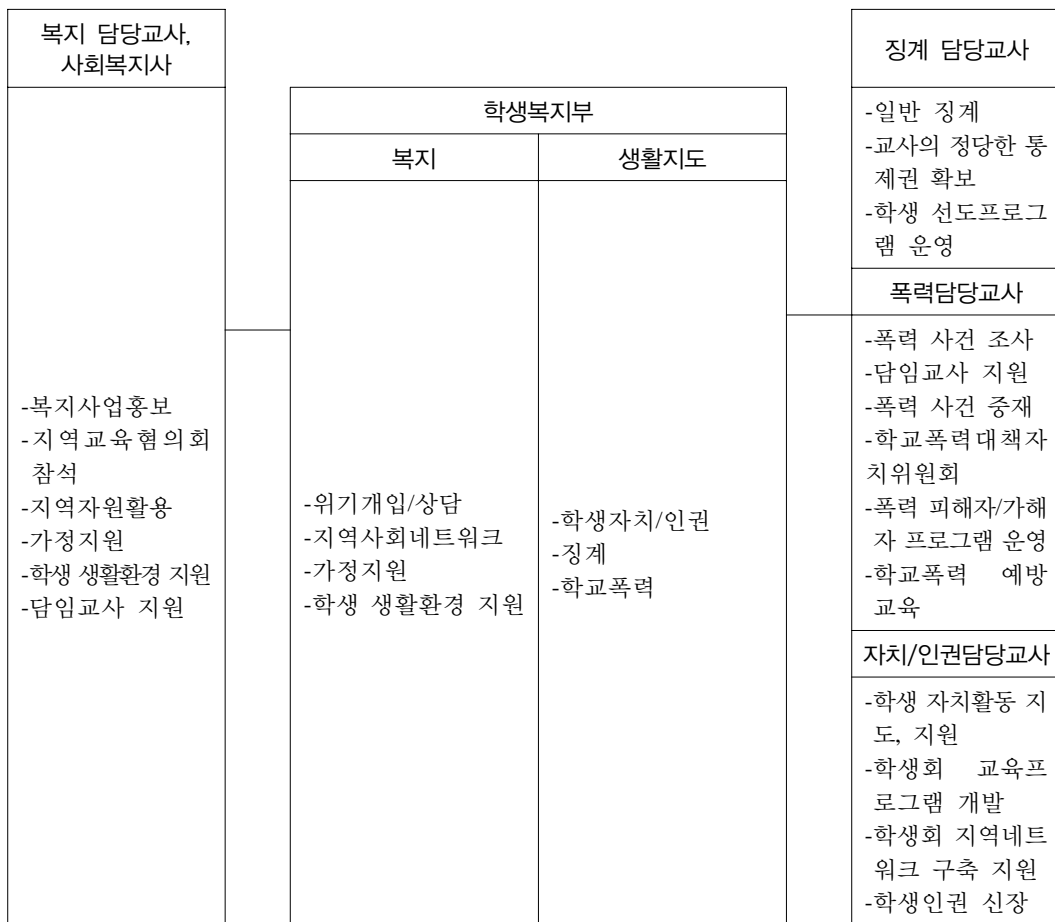 복지 담당교사,
사회복지사
-복지사업홍보
-지역교육협의회
참석
-지역자원활용
-가정지원
-학생 생활환경 지원
-담임교사 지원
학생복지부
복지
생활지도
-위기개입/상담
-지역사회네트워크
-가정지원
-학생 생활환경 지원
-학생자치/인권
-징계
-학교폭력
징계 담당교사
-일반 징계
-교사의 정당한 통
제권 확보
-학생 선도프로그
램 운영
폭력담당교사
-폭력 사건 조사
-담임교사 지원
-폭력 사건 중재
-학교폭력대책자
치위원회
-폭력 피해자/가해
자 프로그램 운영
-학교폭력 예방
교육
자치/인권담당교사
-학생 자치활동 지
도, 지원
-학생회 교육프
로그램 개발
-학생회 지역네트
워크 구축 지원
-학생인권 신장